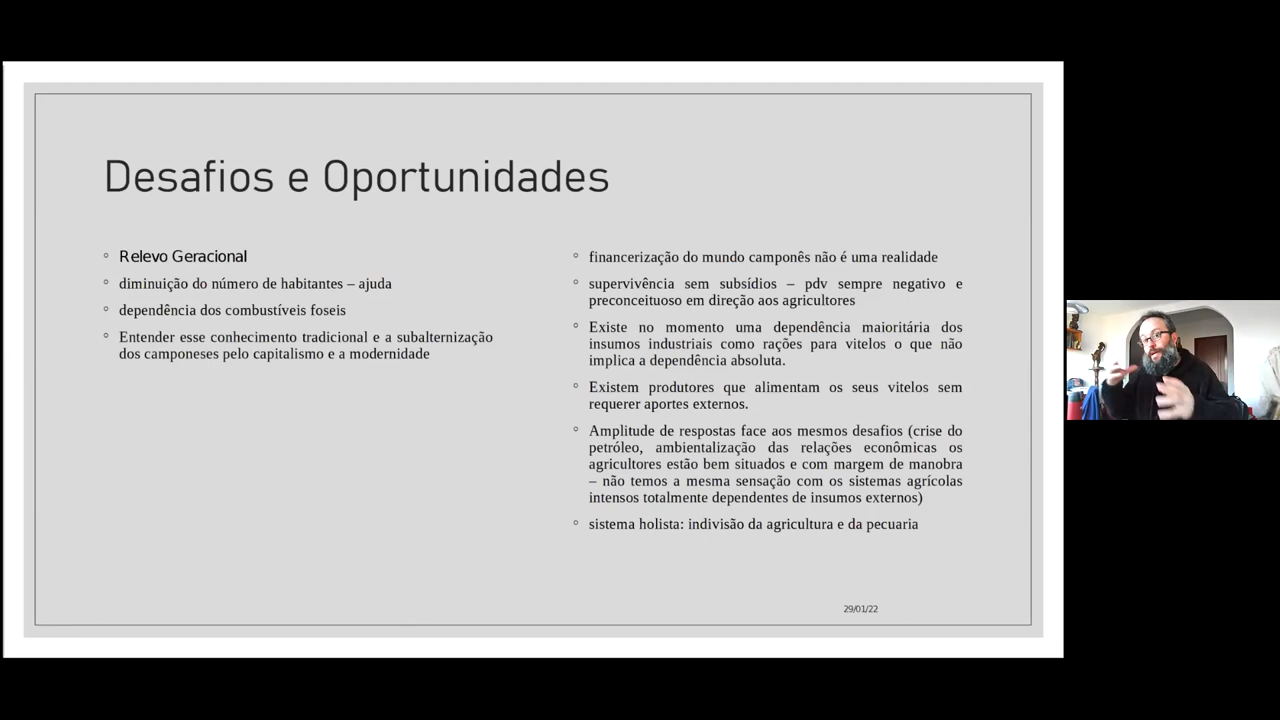 Desafios e Oportunidades
Relevo Geracional
diminuição do número de habitantes – ajuda
dependência dos combustíveis foseis
Entender esse conhecimento tradicional e a subalternização
dos camponeses pelo capitalismo e a modernidade
financerização do mundo camponês não é uma realidade
supervivência sem subsídios – pdv sempre negativo e
preconceituoso em direção aos agricultores
Existe no momento uma dependência maioritária dos
insumos industriais como rações para vitelos o que não
implica a dependência absoluta.
Existem produtores que alimentam os seus vitelos sem
requerer aportes externos.
Amplitude de respostas face aos mesmos desafios (crise do
petróleo, ambientalização das relações econômicas os
agricultores estão bem situados e com margem de manobra
– não temos a mesma sensação com os sistemas agrícolas
intensos totalmente dependentes de insumos externos)
sistema holista: indivisão da agricultura e da pecuaria
29/01/22